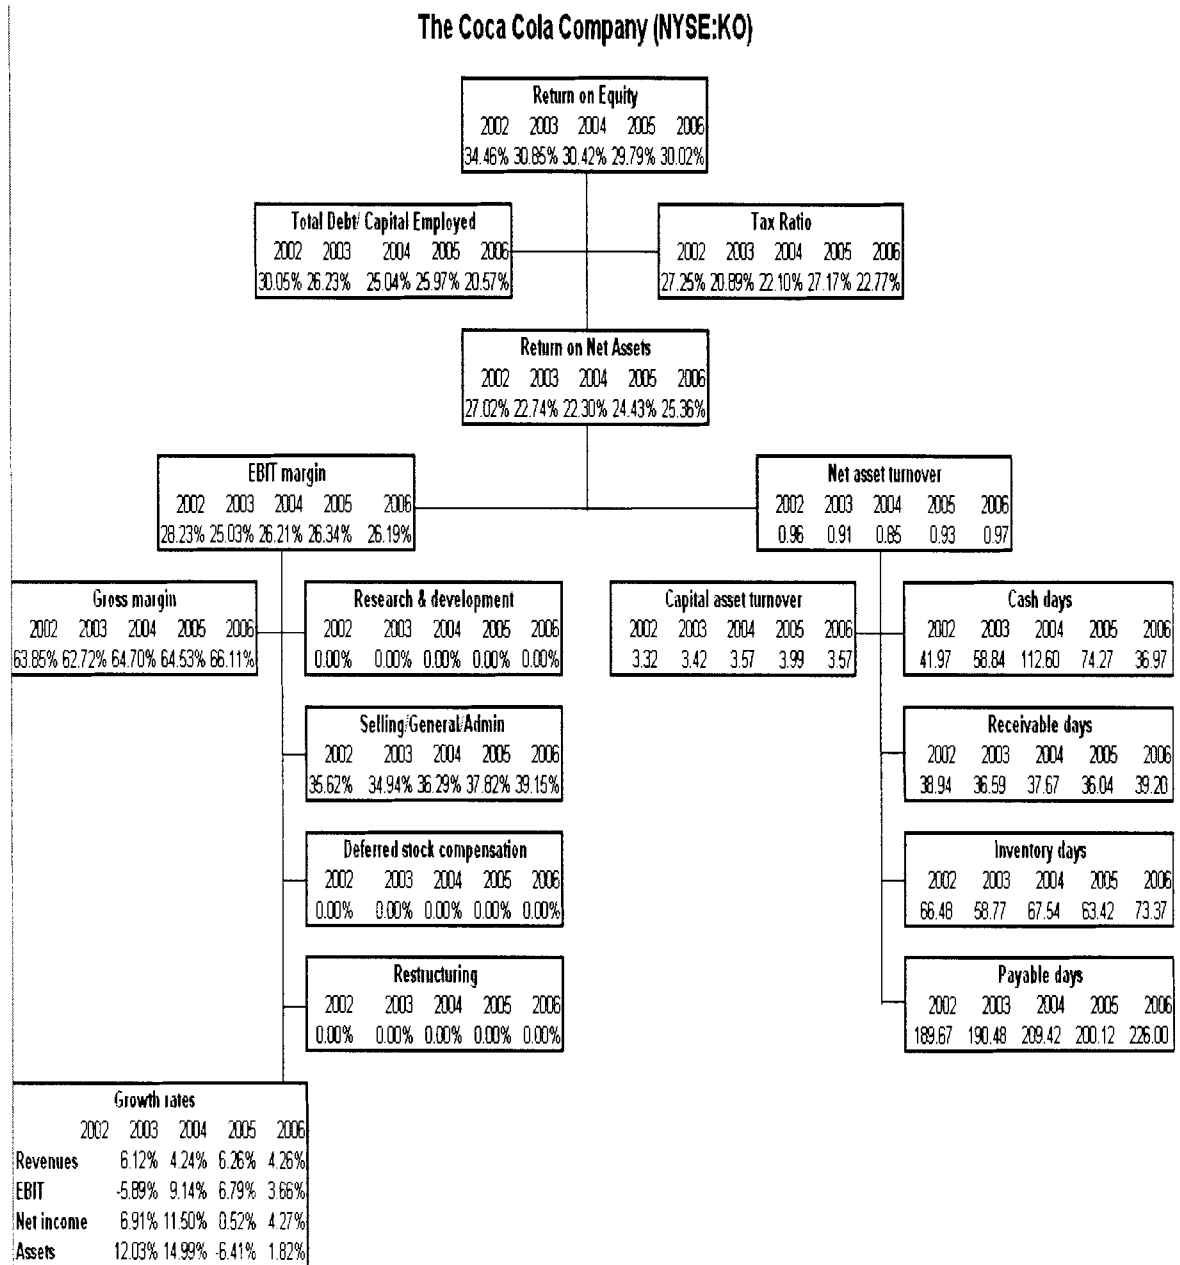 The Coca Cola Company (NYSE:KO)
Return on Equity
2002 2003 2004 2005 2006
34.46% 30.85% 30.42% 29.79% 30.02%
Total Debt/ Capital Employed
2002 2003 2004 2005 2006
30.05% 26.23% 25.04% 25.97% 20.57%
Tax Ratio
2002 2003 2004 2005 2006
27.25% 20.89% 22.10% 27.17% 22.77%
Return on Net Assets
2002 2003 2004 2005 2006
27.02% 22.74% 22.30% 24.43% 25.36%
EBIT margin
2002 2003 2004 2005 2006
28.23% 25.03% 26.21% 26.34% 26.19%
Net asset turnover
2002 2003 2004 2005 2006
0.96 0.91 0.85 0.93 0.97
Gross margin
2002 2003 2004 2005 2006
63.85% 62.72% 64.70% 64.53% 66.11%
Research & development
2002 2003 2004 2005 2006
0.00% 0.00% 0.00% 0.00% 0.00%
Capital asset turnover
2002 2003 2004 2005 2006
3.32 3.42 3.57 3.99 3.57
Cash days
2002 2003 2004 2005 2006
41.97 58.84 112.60 74.27 36.97
Selling/General/Admin
2002 2003 2004 2005 2006
35.62% 34.94% 36.29% 37.82% 39.15%
Receivable days
2002 2003 2004 2005 2006
38.94 36.59 37.67 36.04 39.20
Deferred stock compensation
2002 2003 2004 2005 2006
0.00% 0.00% 0.00% 0.00% 0.00%
Inventory days
2002 2003 2004 2005 2006
66.48 58.77 67.54 63.42 73.37
Restructuring
2002 2003 2004 2005 2006
0.00% 0.00% 0.00% 0.00% 0.00%
Payable days
2002 2003 2004 2005 2006
189.67 190.48 209.42 200.12 226.00
Growth rates
2002 2003 2004 2005 2006
Revenues 6.12% 4.24% 6.26% 4.26%
EBIT -5.89% 9.14% 6.79% 3.66%
Net income 6.91% 11.50% 0.52% 4.27%
Assets 12.03% 14.99% -6.41% 1.82%